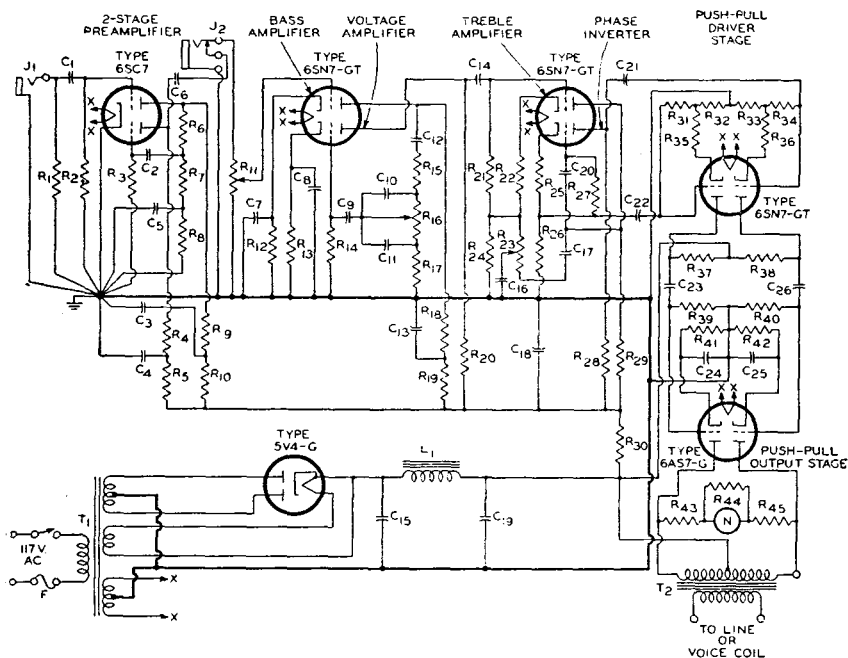 2-STAGE
PREAMPLIFIER
TYPE
6SC7
J1
C1
J2
C6
X
X
R1
R2
R3
C2
R6
R7
C5
R8
C3
R4
C4
R5
R9
R10
R11
BASS
AMPLIFIER
VOLTAGE
AMPLIFIER
TYPE
6SN7-GT
X
X
C7
R12
R13
C8
R14
C9
C10
C11
C12
R15
R16
R17
C13
R18
R19
R20
TREBLE
AMPLIFIER
PHASE
INVERTER
TYPE
6SN7-GT
C14
X
X
R21
R22
R23
R24
R25
R26
C20
R27
C17
C16
C18
R28
R29
R30
C21
C22
PUSH-PULL
DRIVER
STAGE
R31
R32
R33
R34
R35
X
X
R36
TYPE
6SN7-GT
R37
R38
C23
C26
R39
R40
R41
R42
C24
C25
X
X
TYPE
6AS7-G
PUSH-PULL
OUTPUT STAGE
R44
R43
N
R45
T2
TO LINE
OR
VOICE COIL
TYPE
5V4-G
L1
C15
C19
T1
117 V.
AC
F
X
X